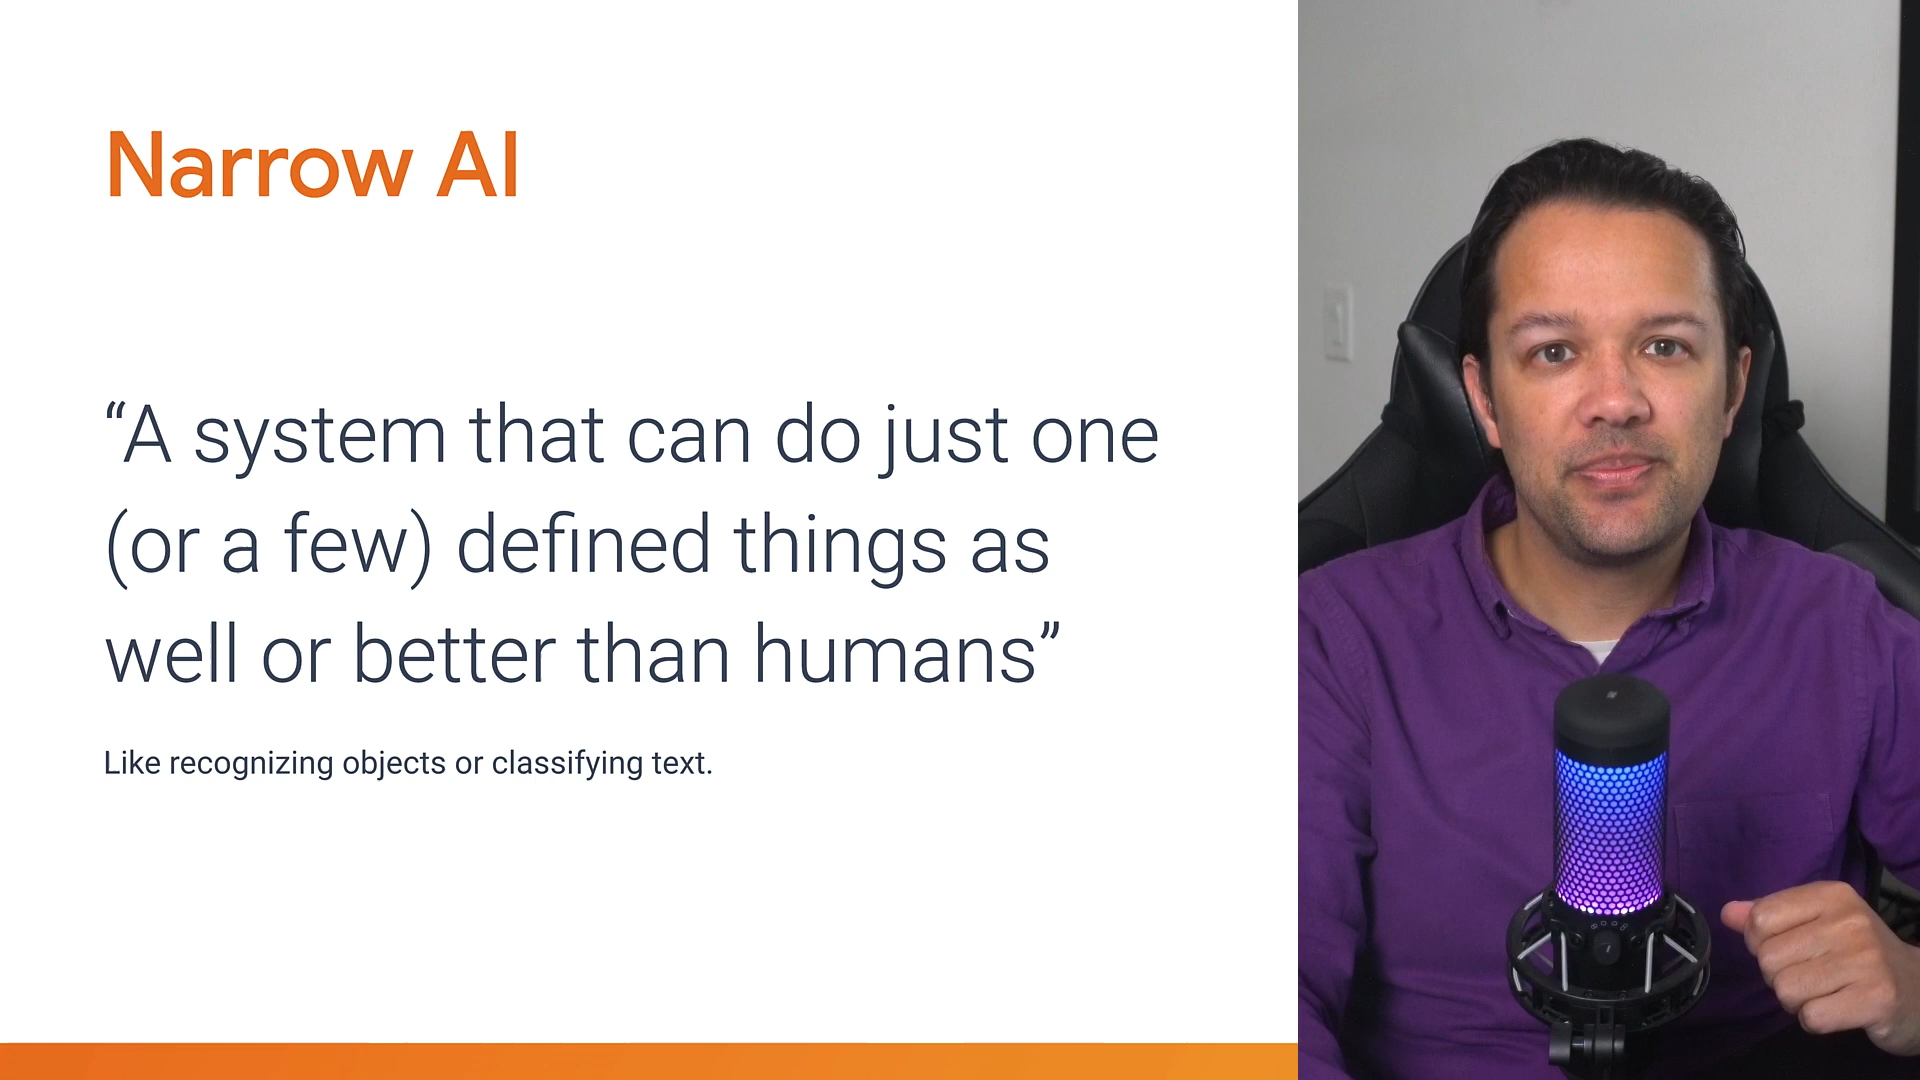 Narrow AI
“A system that can do just one
(or a few) defined things as
well or better than humans”
Like recognizing objects or classifying text.